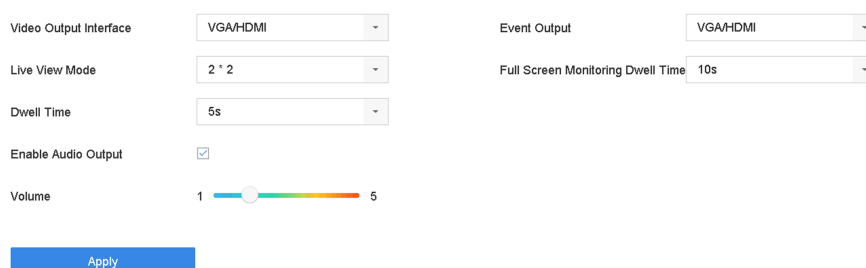 Video Output Interface VGA/HDMI Event Output VGA/HDMI
Live View Mode 2 * 2 Full Screen Monitoring Dwell Time 10s
Dwell Time 5s
Enable Audio Output
Volume 1 5
Apply